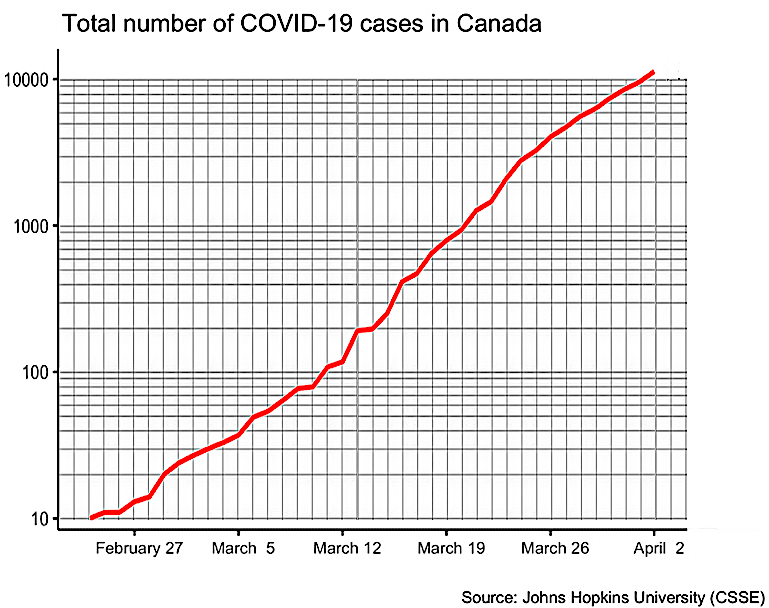 Total number of COVID-19 cases in Canada
10000
1000
100
10
February 27 March 5 March 12 March 19 March 26 April 2
Source: Johns Hopkins University (CSSE)